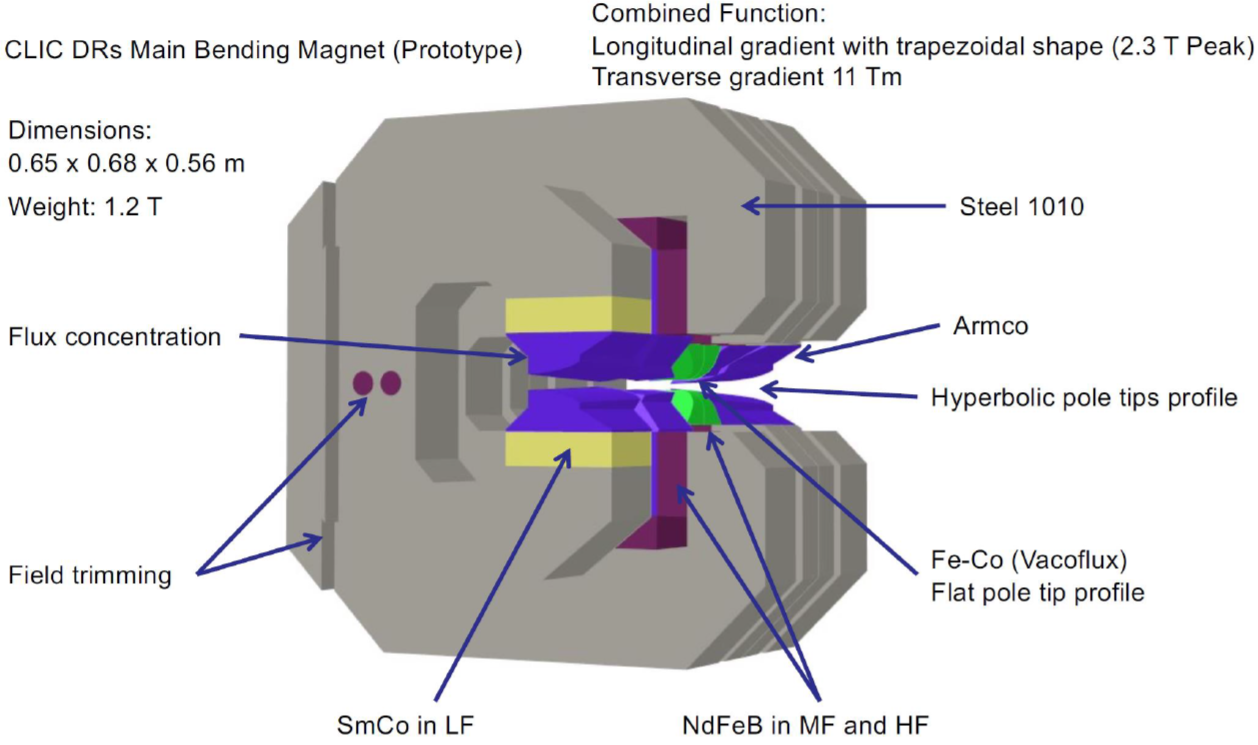 CLIC DRs Main Bending Magnet (Prototype)
Combined Function:
Longitudinal gradient with trapezoidal shape (2.3 T Peak)
Transverse gradient 11 Tm
Dimensions:
0.65 x 0.68 x 0.56 m
Weight: 1.2 T
Steel 1010
Flux concentration
Armco
Hyperbolic pole tips profile
Field trimming
Fe-Co (Vacoflux)
Flat pole tip profile
SmCo in LF
NdFeB in MF and HF